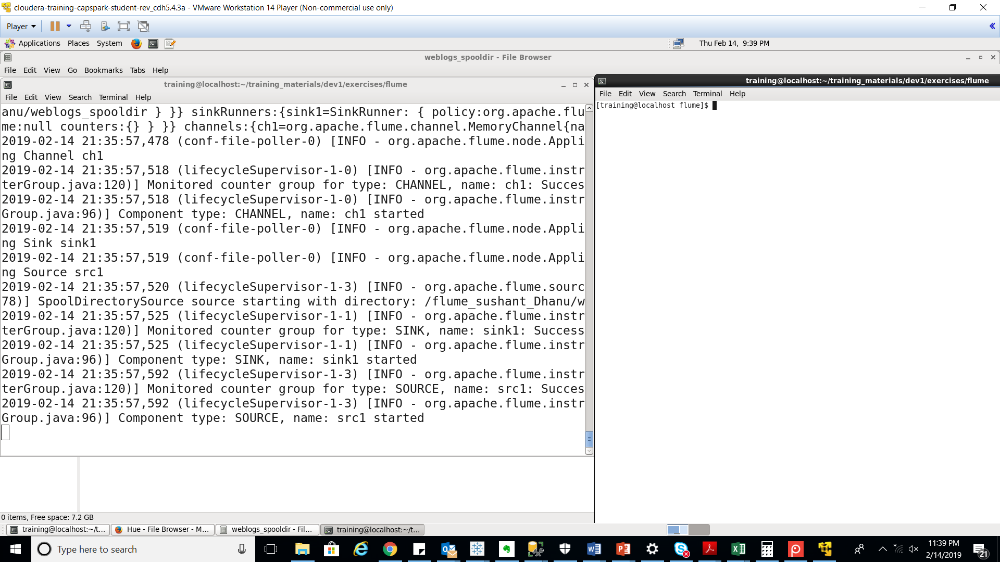 cloudera-training-capspark-student-rev_cdh5.4.3a - VMware Workstation 14 Player (Non-commercial use only)
Player
Applications Places System
Thu Feb 14, 9:39 PM
weblogs_spooldir - File Browser
File Edit View Go Bookmarks Tabs Help
training@localhost:~/training_materials/dev1/exercises/flume
File Edit View Search Terminal Help
anu/weblogs_spooldir } }} sinkRunners:{sink1=SinkRunner: { policy:org.apache.flu
me:null counters:{} } }} channels:{ch1=org.apache.flume.channel.MemoryChannel{na
2019-02-14 21:35:57,478 (conf-file-poller-0) [INFO - org.apache.flume.node.Appli
ng Channel ch1
2019-02-14 21:35:57,518 (lifecycleSupervisor-1-0) [INFO - org.apache.flume.instr
terGroup.java:120)] Monitored counter group for type: CHANNEL, name: ch1: Succes
2019-02-14 21:35:57,518 (lifecycleSupervisor-1-0) [INFO - org.apache.flume.instr
Group.java:96)] Component type: CHANNEL, name: ch1 started
2019-02-14 21:35:57,519 (conf-file-poller-0) [INFO - org.apache.flume.node.Appli
ng Sink sink1
2019-02-14 21:35:57,519 (conf-file-poller-0) [INFO - org.apache.flume.node.Appli
ng Source src1
2019-02-14 21:35:57,520 (lifecycleSupervisor-1-3) [INFO - org.apache.flume.sourc
78)] SpoolDirectorySource source starting with directory: /flume_sushant_Dhanu/w
2019-02-14 21:35:57,525 (lifecycleSupervisor-1-1) [INFO - org.apache.flume.instr
terGroup.java:120)] Monitored counter group for type: SINK, name: sink1: Success
2019-02-14 21:35:57,525 (lifecycleSupervisor-1-1) [INFO - org.apache.flume.instr
Group.java:96)] Component type: SINK, name: sink1 started
2019-02-14 21:35:57,592 (lifecycleSupervisor-1-3) [INFO - org.apache.flume.instr
terGroup.java:120)] Monitored counter group for type: SOURCE, name: src1: Succes
2019-02-14 21:35:57,592 (lifecycleSupervisor-1-3) [INFO - org.apache.flume.instr
Group.java:96)] Component type: SOURCE, name: src1 started
training@localhost:~/training_materials/dev1/exercises/flume
File Edit View Search Terminal Help
[training@localhost flume]$
0 items, Free space: 7.2 GB
training@localhost:~/t...
Hue - File Browser - M...
weblogs_spooldir - Fil...
training@localhost:~/t...
Type here to search
11:39 PM
2/14/2019
21